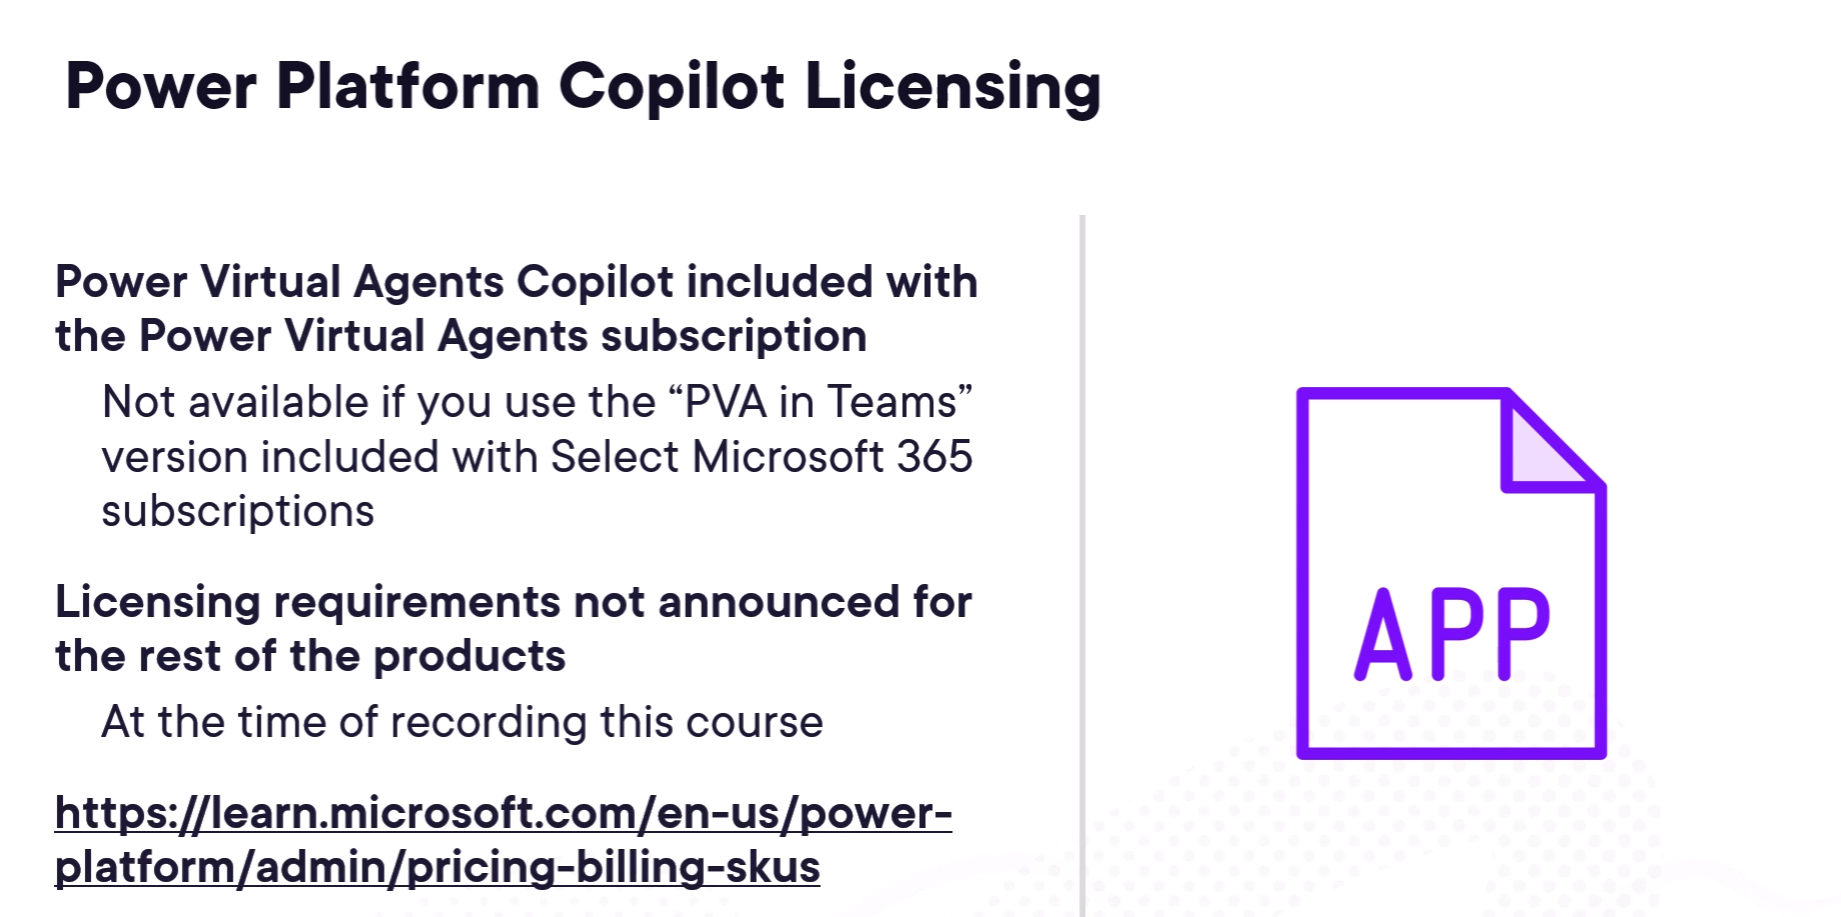 Power Platform Copilot Licensing
Power Virtual Agents Copilot included with
the Power Virtual Agents subscription
Not available if you use the “PVA in Teams”
version included with Select Microsoft 365
subscriptions
Licensing requirements not announced for
the rest of the products
At the time of recording this course
https://learn.microsoft.com/en-us/power-
platform/admin/pricing-billing-skus
APP